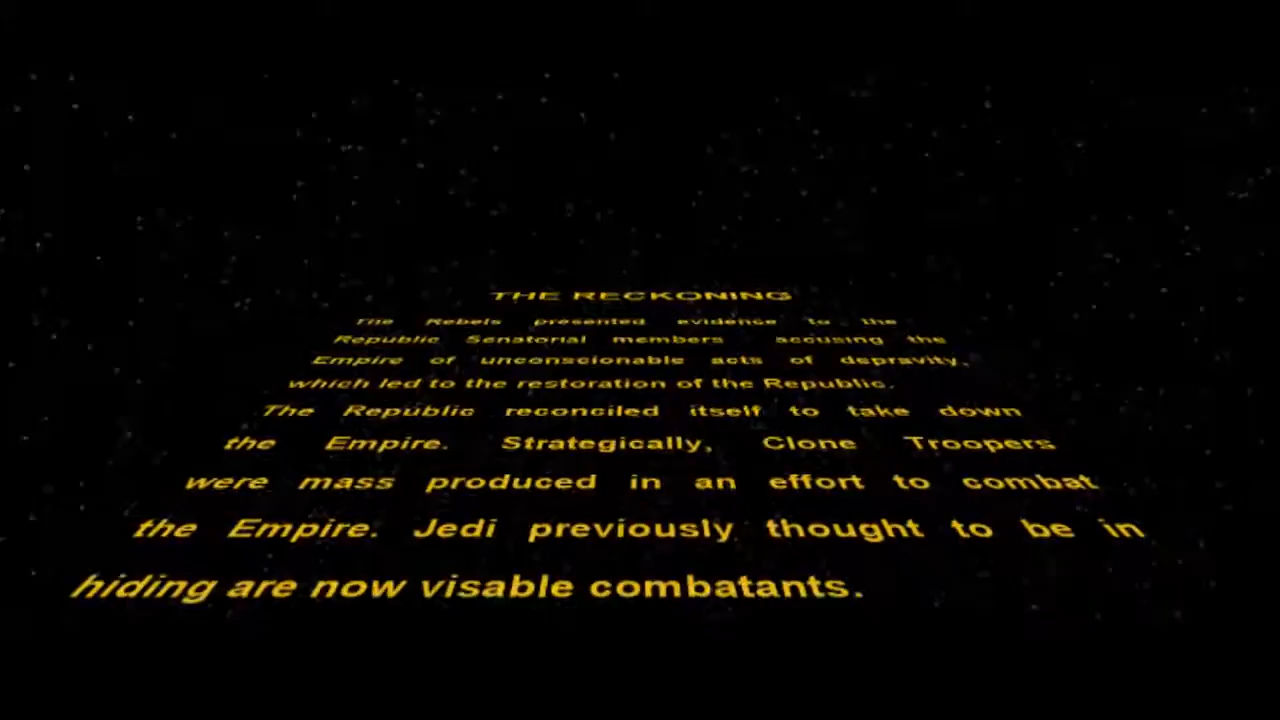 THE RECKONING
The Rebels presented evidence to the
Republic Senatorial members accusing the
Empire of unconscionable acts of depravity,
which led to the restoration of the Republic.
The Republic reconciled itself to take down
the Empire. Strategically, Clone Troopers
were mass produced in an effort to combat
the Empire. Jedi previously thought to be in
hiding are now visable combatants.